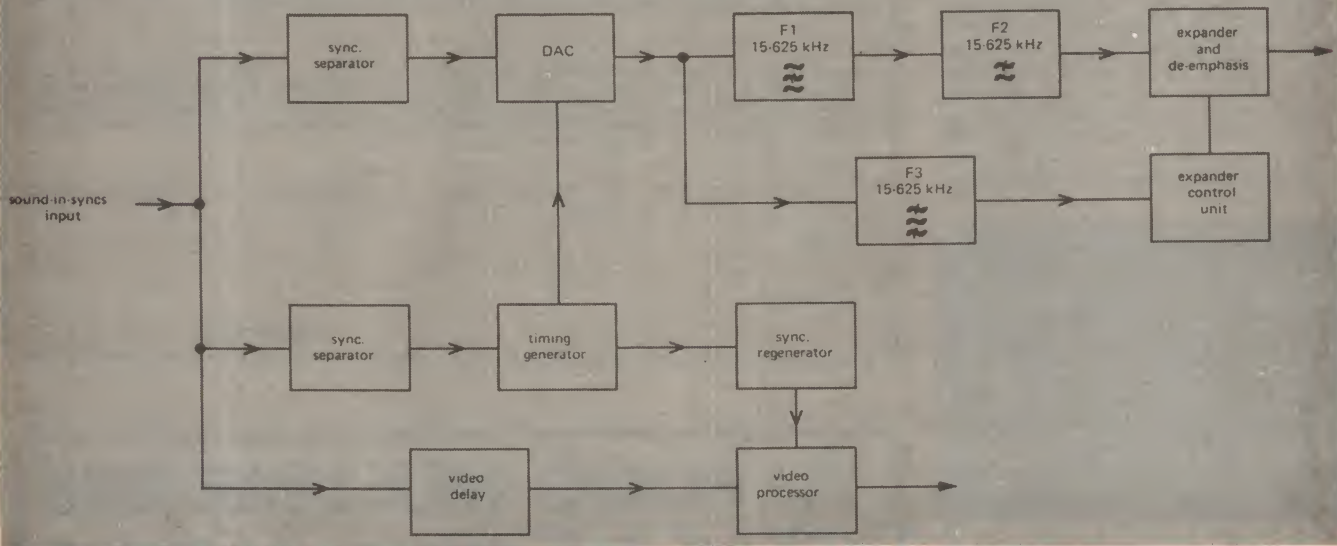 sync.
separator
DAC
F1
15·625 kHz
F2
15·625 kHz
expander
and
de-emphasis
F3
15·625 kHz
expander
control
unit
sound-in-syncs
input
sync.
separator
timing
generator
sync.
regenerator
video
delay
video
processor